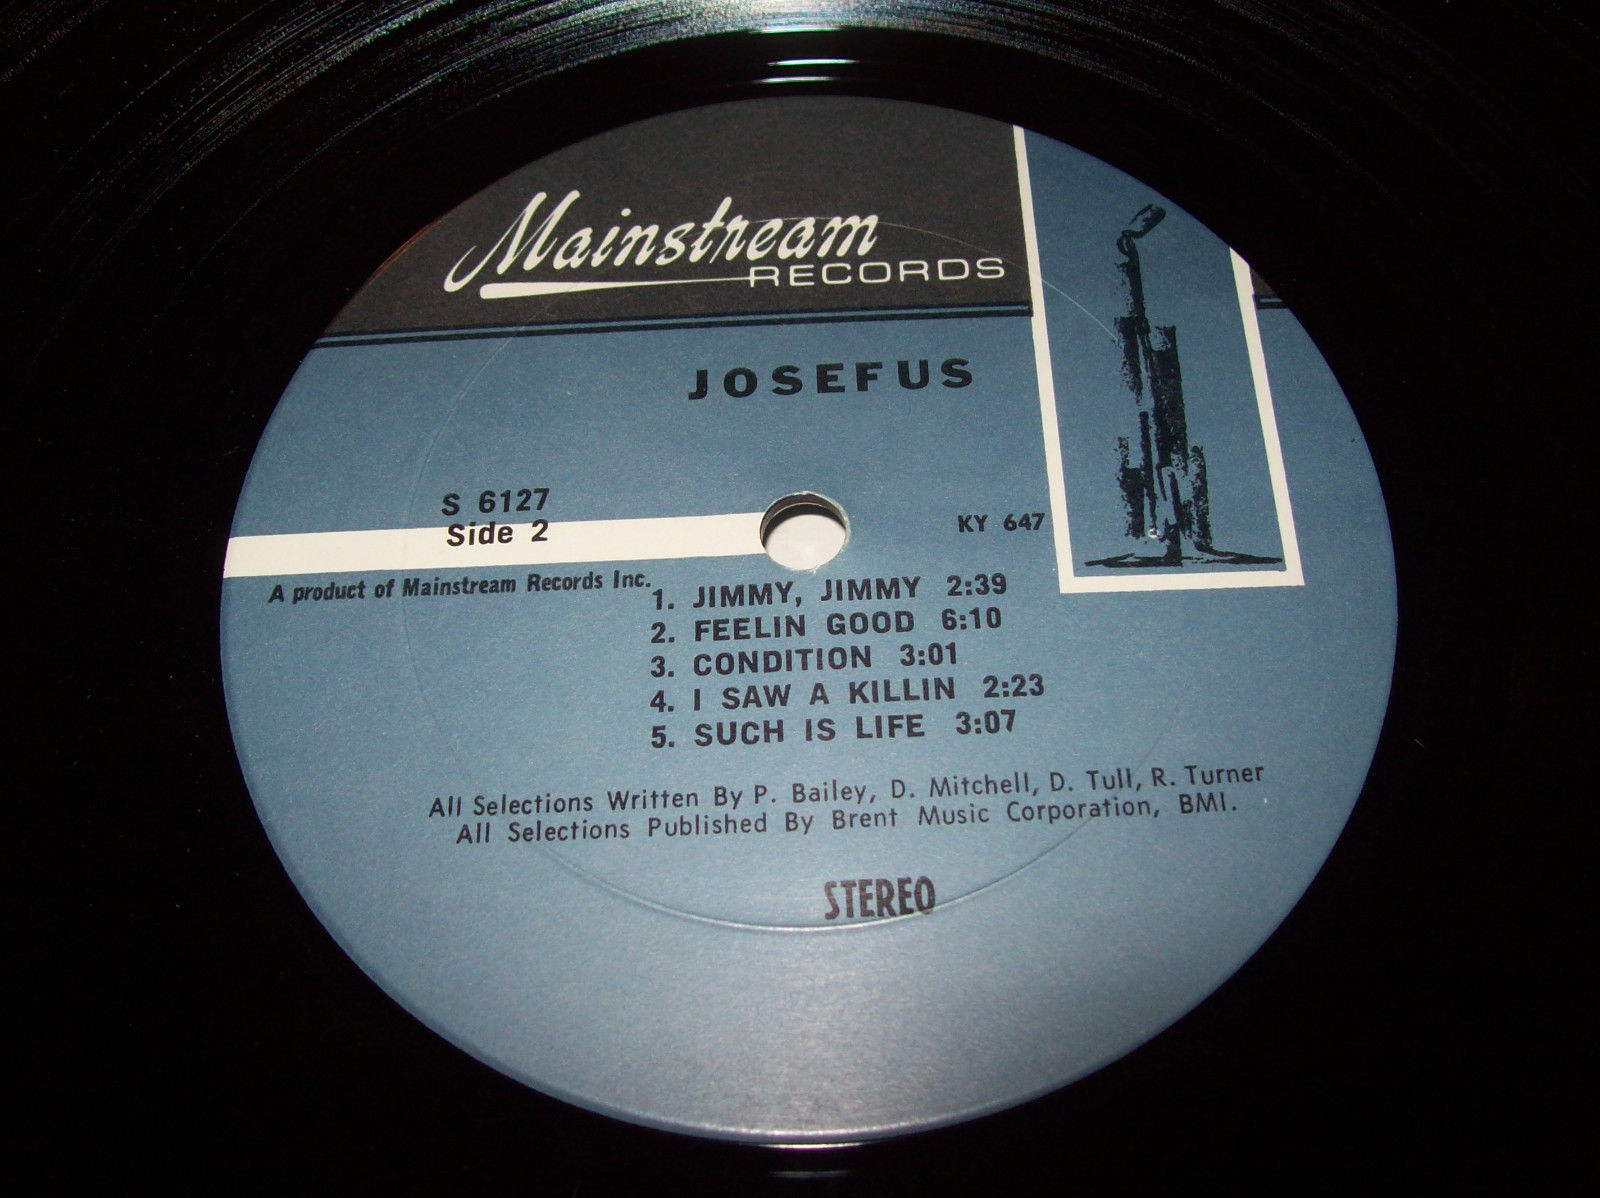 Mainstream
RECORDS
JOSEFUS
S 6127
Side 2
KY 647
A product of Mainstream Records Inc.
1. JIMMY, JIMMY 2:39
2. FEELIN GOOD 6:10
3. CONDITION 3:01
4. I SAW A KILLIN 2:23
5. SUCH IS LIFE 3:07
All Selections Written By P. Bailey, D. Mitchell, D. Tull, R. Turner
All Selections Published By Brent Music Corporation, BMI.
STEREO